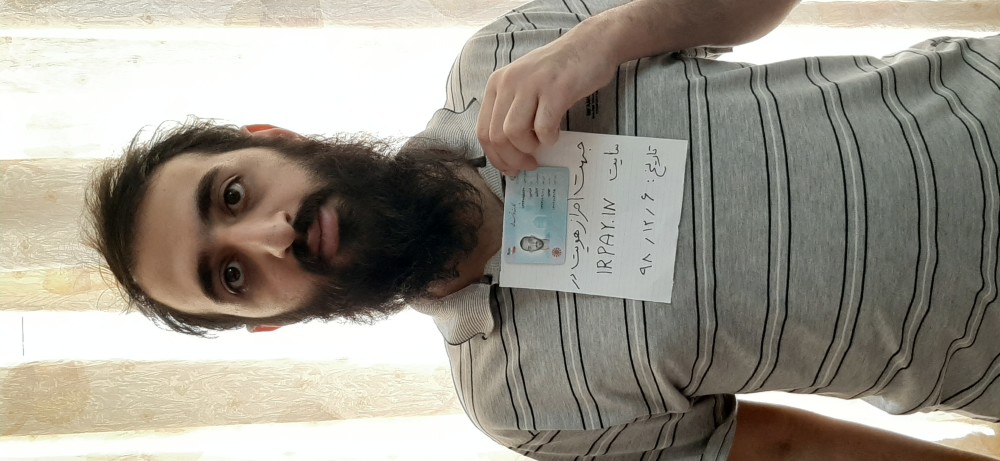 جهت احراز هویت در
سایت IRPAY.IN
تاریخ: ۹۸/۱۲/۶